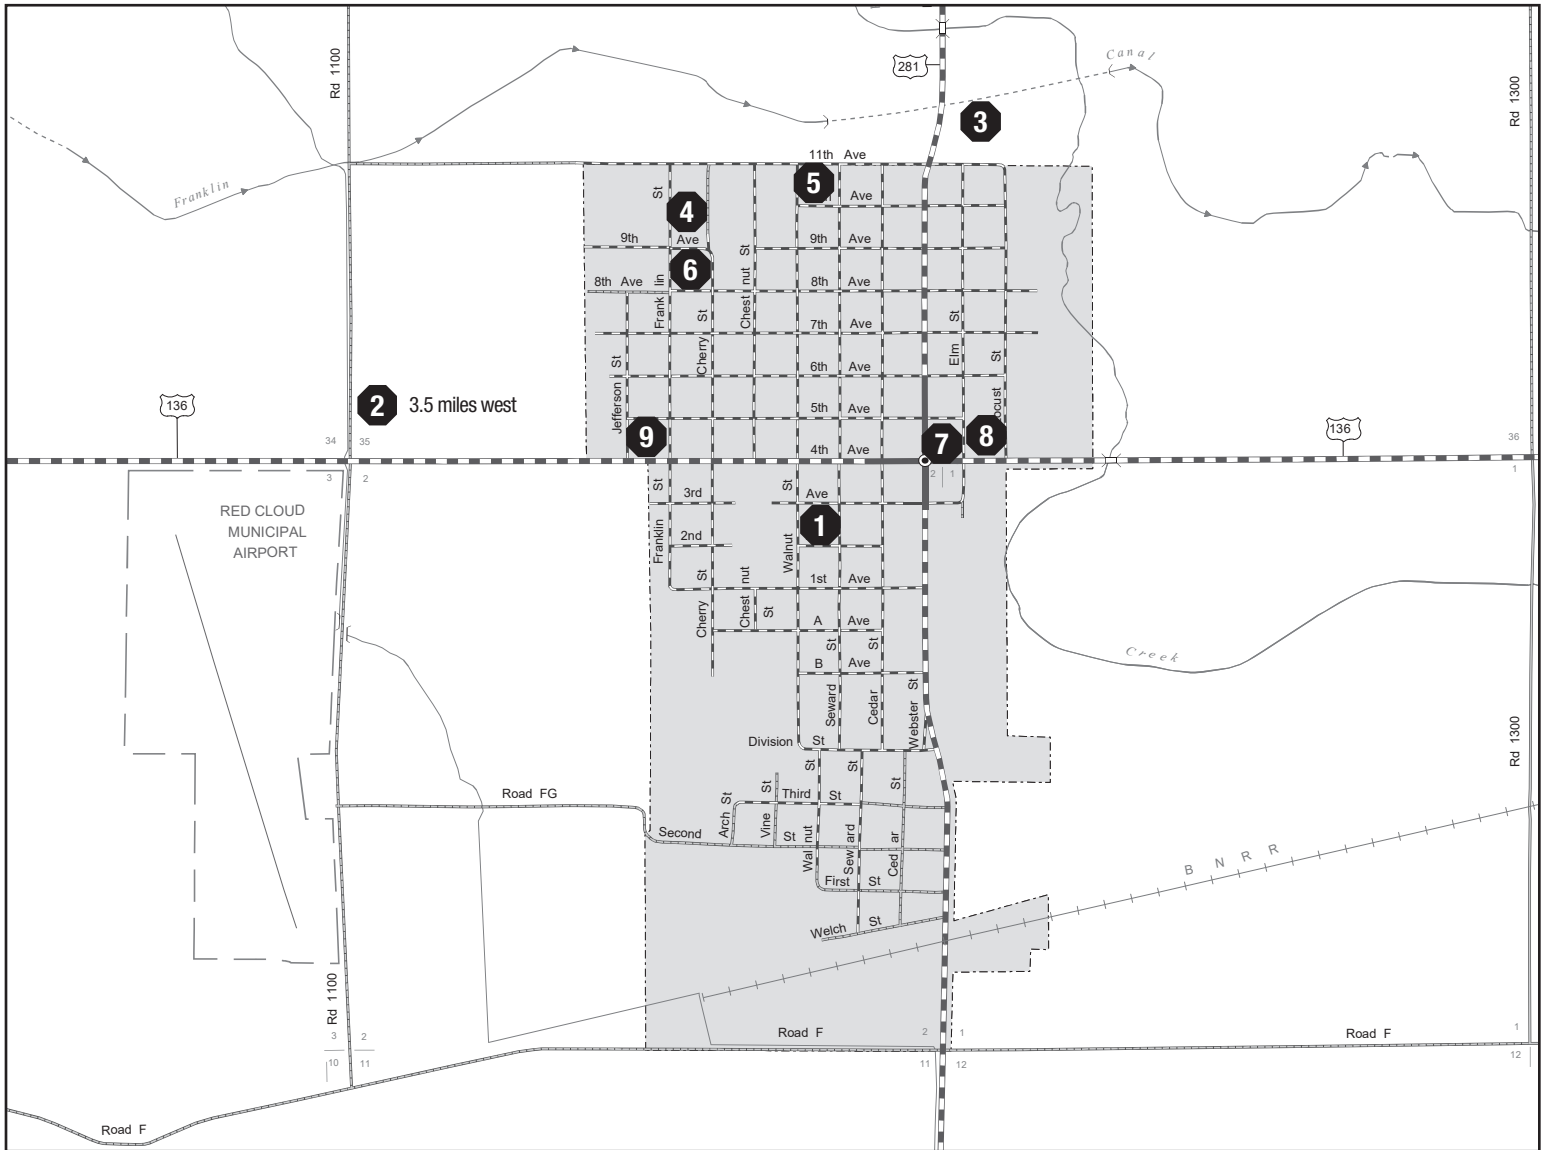 Rd 1100
281
Canal
Rd 1300
3
11th Ave
Franklin
5
St
4
Ave
9th Ave
9th Ave
St
6
8th Ave
lin
nut
8th Ave
Frank
St
Chest
7th Ave
St
Cherry
St
6th Ave
Elm
St
136
2 3.5 miles west
Jefferson
5th Ave
ocust
136
34 35
9
4th Ave
7
8
36
3 2
2 1
1
St
3rd
St
Ave
RED CLOUD
MUNICIPAL
AIRPORT
Franklin
2nd
Walnut
1
St
nut
1st Ave
Cherry
Chest
St
A Ave
St
St
B Ave
Creek
Seward
Cedar
Webster St
Division St
Rd 1300
St
St
St
St
St
Road FG
Third St
Arch
Vine
Second
St
Wal nut
Sew ard
Ced ar
First St
B N R R
Welch St
Rd 1100
3 2
Road F
2 1
Road F
1
10 11
11 12
12
Road F